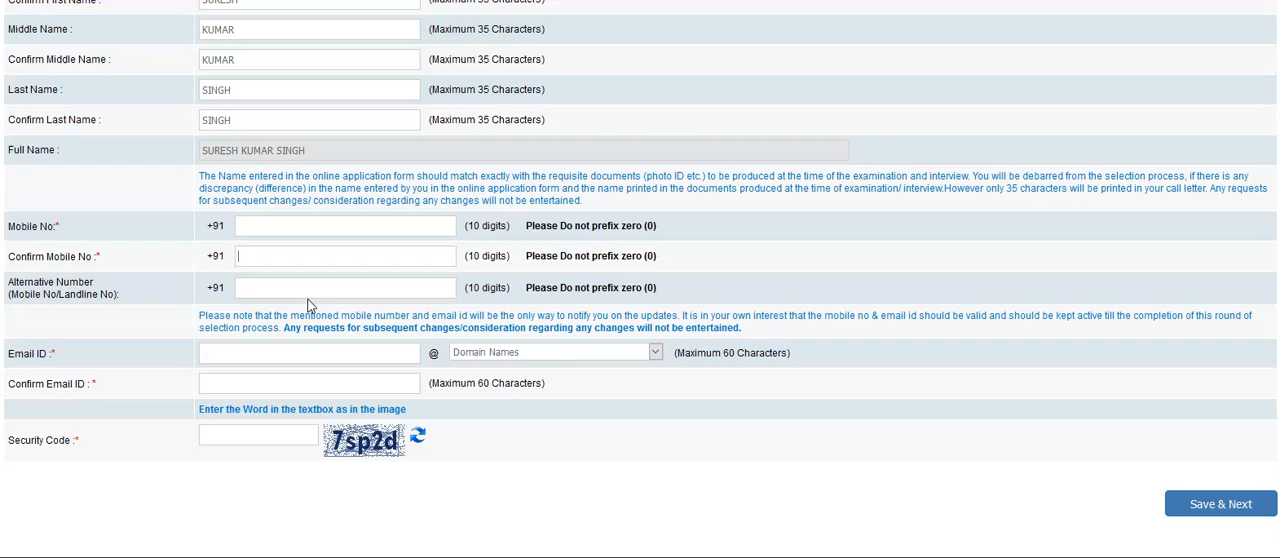 Confirm First Name : SURESH (Maximum 35 Characters)
Middle Name : KUMAR (Maximum 35 Characters)
Confirm Middle Name : KUMAR (Maximum 35 Characters)
Last Name : SINGH (Maximum 35 Characters)
Confirm Last Name : SINGH (Maximum 35 Characters)
Full Name : SURESH KUMAR SINGH
The Name entered in the online application form should match exactly with the requisite documents (photo ID etc.) to be produced at the time of the examination and interview. You will be debarred from the selection process, if there is any
discrepancy (difference) in the name entered by you in the online application form and the name printed in the documents produced at the time of examination/ interview.However only 35 characters will be printed in your call letter. Any requests
for subsequent changes/ consideration regarding any changes will not be entertained.
Mobile No:* +91 (10 digits) Please Do not prefix zero (0)
Confirm Mobile No :* +91 (10 digits) Please Do not prefix zero (0)
Alternative Number
(Mobile No/Landline No): +91 (10 digits) Please Do not prefix zero (0)
Please note that the mentioned mobile number and email id will be the only way to notify you on the updates. It is in your own interest that the mobile no & email id should be valid and should be kept active till the completion of this round of
selection process. Any requests for subsequent changes/consideration regarding any changes will not be entertained.
Email ID :* @ Domain Names (Maximum 60 Characters)
Confirm Email ID : * (Maximum 60 Characters)
Enter the Word in the textbox as in the image
Security Code :* 7sp2d
Save & Next